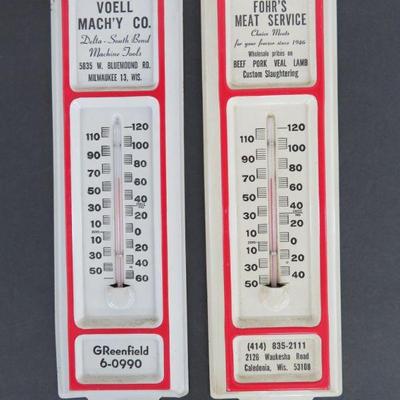 VOELL
MACH'Y CO.
Delta - South Bend
Machine Tools
5835 W. BLUEMOUND RD.
MILWAUKEE 13, WIS.
120
110
100
90
80
70
60
50
40
30
20
10
ZERO
0
10
20
30
40
50
60
GReenfield
6-0990
FOHR'S
MEAT SERVICE
Choice Meats
for your freezer since 1946
Wholesale prices on
BEEF PORK VEAL LAMB
Custom Slaughtering
120
110
100
90
80
70
60
50
40
30
20
10
ZERO
0
10
20
30
40
50
(414) 835-2111
2126 Waukesha Road
Caledonia, Wis. 53108